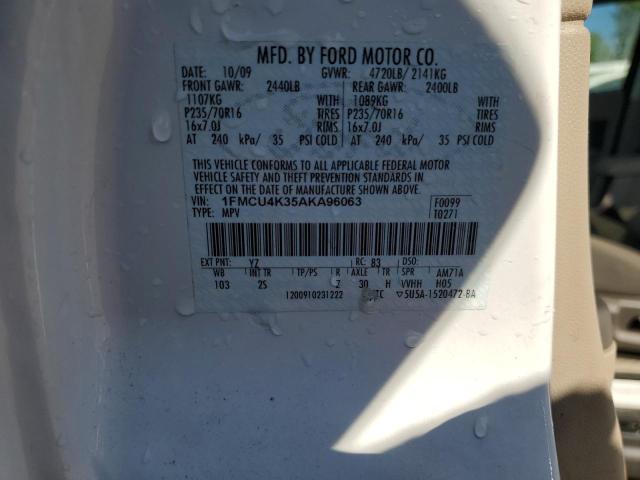 MFD. BY FORD MOTOR CO.
DATE: 10/09 GVWR: 4720LB/ 2141KG
FRONT GAWR: 2440LB REAR GAWR: 2400LB
1107KG WITH 1089KG WITH
P235/70R16 TIRES P235/70R16 TIRES
16x7.0J RIMS 16x7.0J RIMS
AT 240 kPa/ 35 PSI COLD AT 240 kPa/ 35 PSI COLD
THIS VEHICLE CONFORMS TO ALL APPLICABLE FEDERAL MOTOR
VEHICLE SAFETY AND THEFT PREVENTION STANDARDS IN
EFFECT ON THE DATE OF MANUFACTURE SHOWN ABOVE.
VIN: 1FMCU4K35AKA96063 F0099
TYPE: MPV T0271
EXT PNT: YZ RC: 83 DSO:
WB INT TR TP/PS R AXLE TR SPR AM71A
103 2S Z 30 H VVHH H05
1200910231222 TC ▽5U5A-1520472-BA